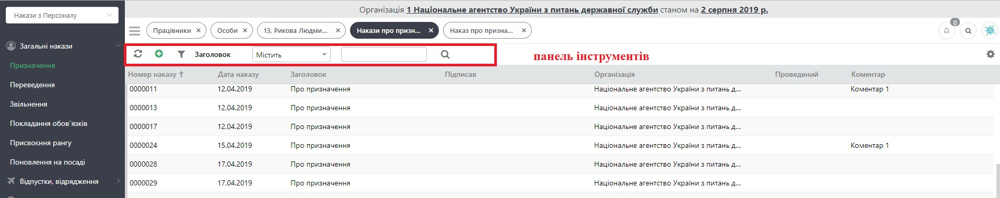 Організація 1 Національне агентство України з питань державної служби станом на 2 серпня 2019 р.
Накази з Персоналу
Працівники × Особи × 13, Рикова Людми... × Накази про призн... × Наказ про призна... × 0
Загальні накази
Призначення
Переведення
Звільнення
Покладання обов`язків
Присвоєння рангу
Поновлення на посаді
Відпустки, відрядження
Заголовок Містить
панель інструментів
Номер наказу ↑ Дата наказу Заголовок Підписав Організація Проведений Коментар
0000011 12.04.2019 Про призначення Національне агентство України з питань д... Коментар 1
0000013 12.04.2019 Про призначення Національне агентство України з питань д...
0000017 12.04.2019 Про призначення Національне агентство України з питань д...
0000024 15.04.2019 Про призначення Національне агентство України з питань д... Коментар 1
0000028 17.04.2019 Про призначення Національне агентство України з питань д...
0000029 17.04.2019 Про призначення Національне агентство України з питань д...